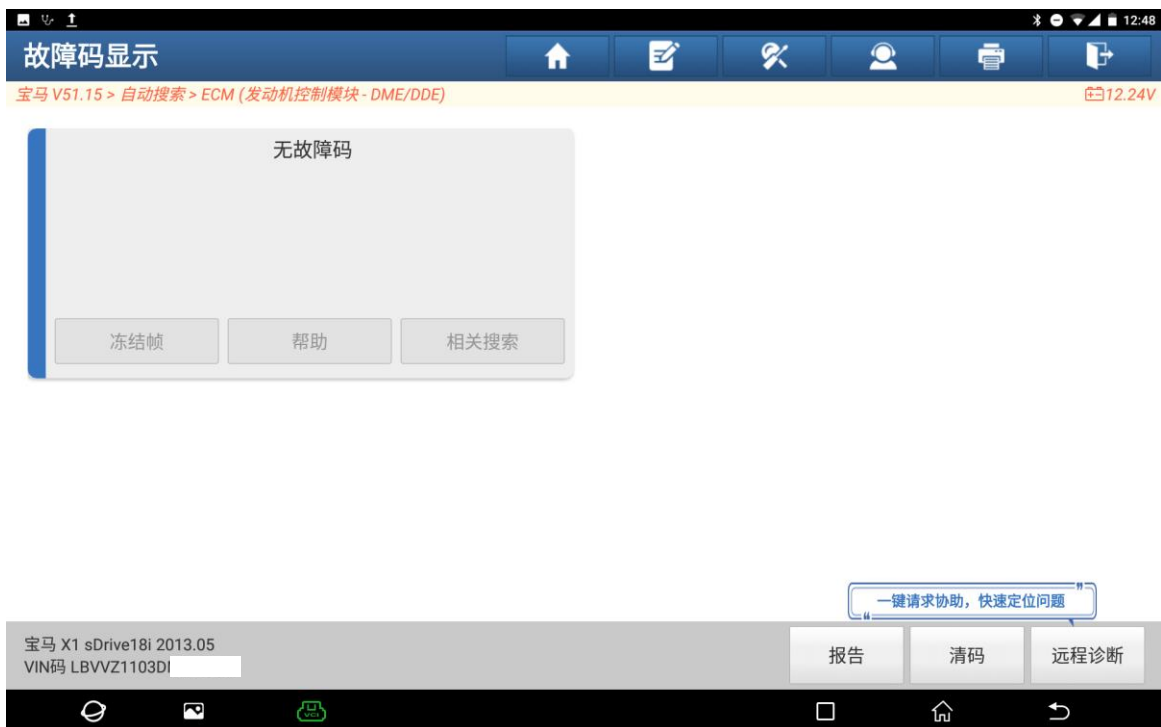 12:48
故障码显示
宝马 V51.15 > 自动搜索 > ECM (发动机控制模块 - DME/DDE)
12.24V
无故障码
冻结帧 帮助 相关搜索
一键请求协助，快速定位问题
宝马 X1 sDrive18i 2013.05
VIN码 LBVVZ1103D
报告 清码 远程诊断
VCI